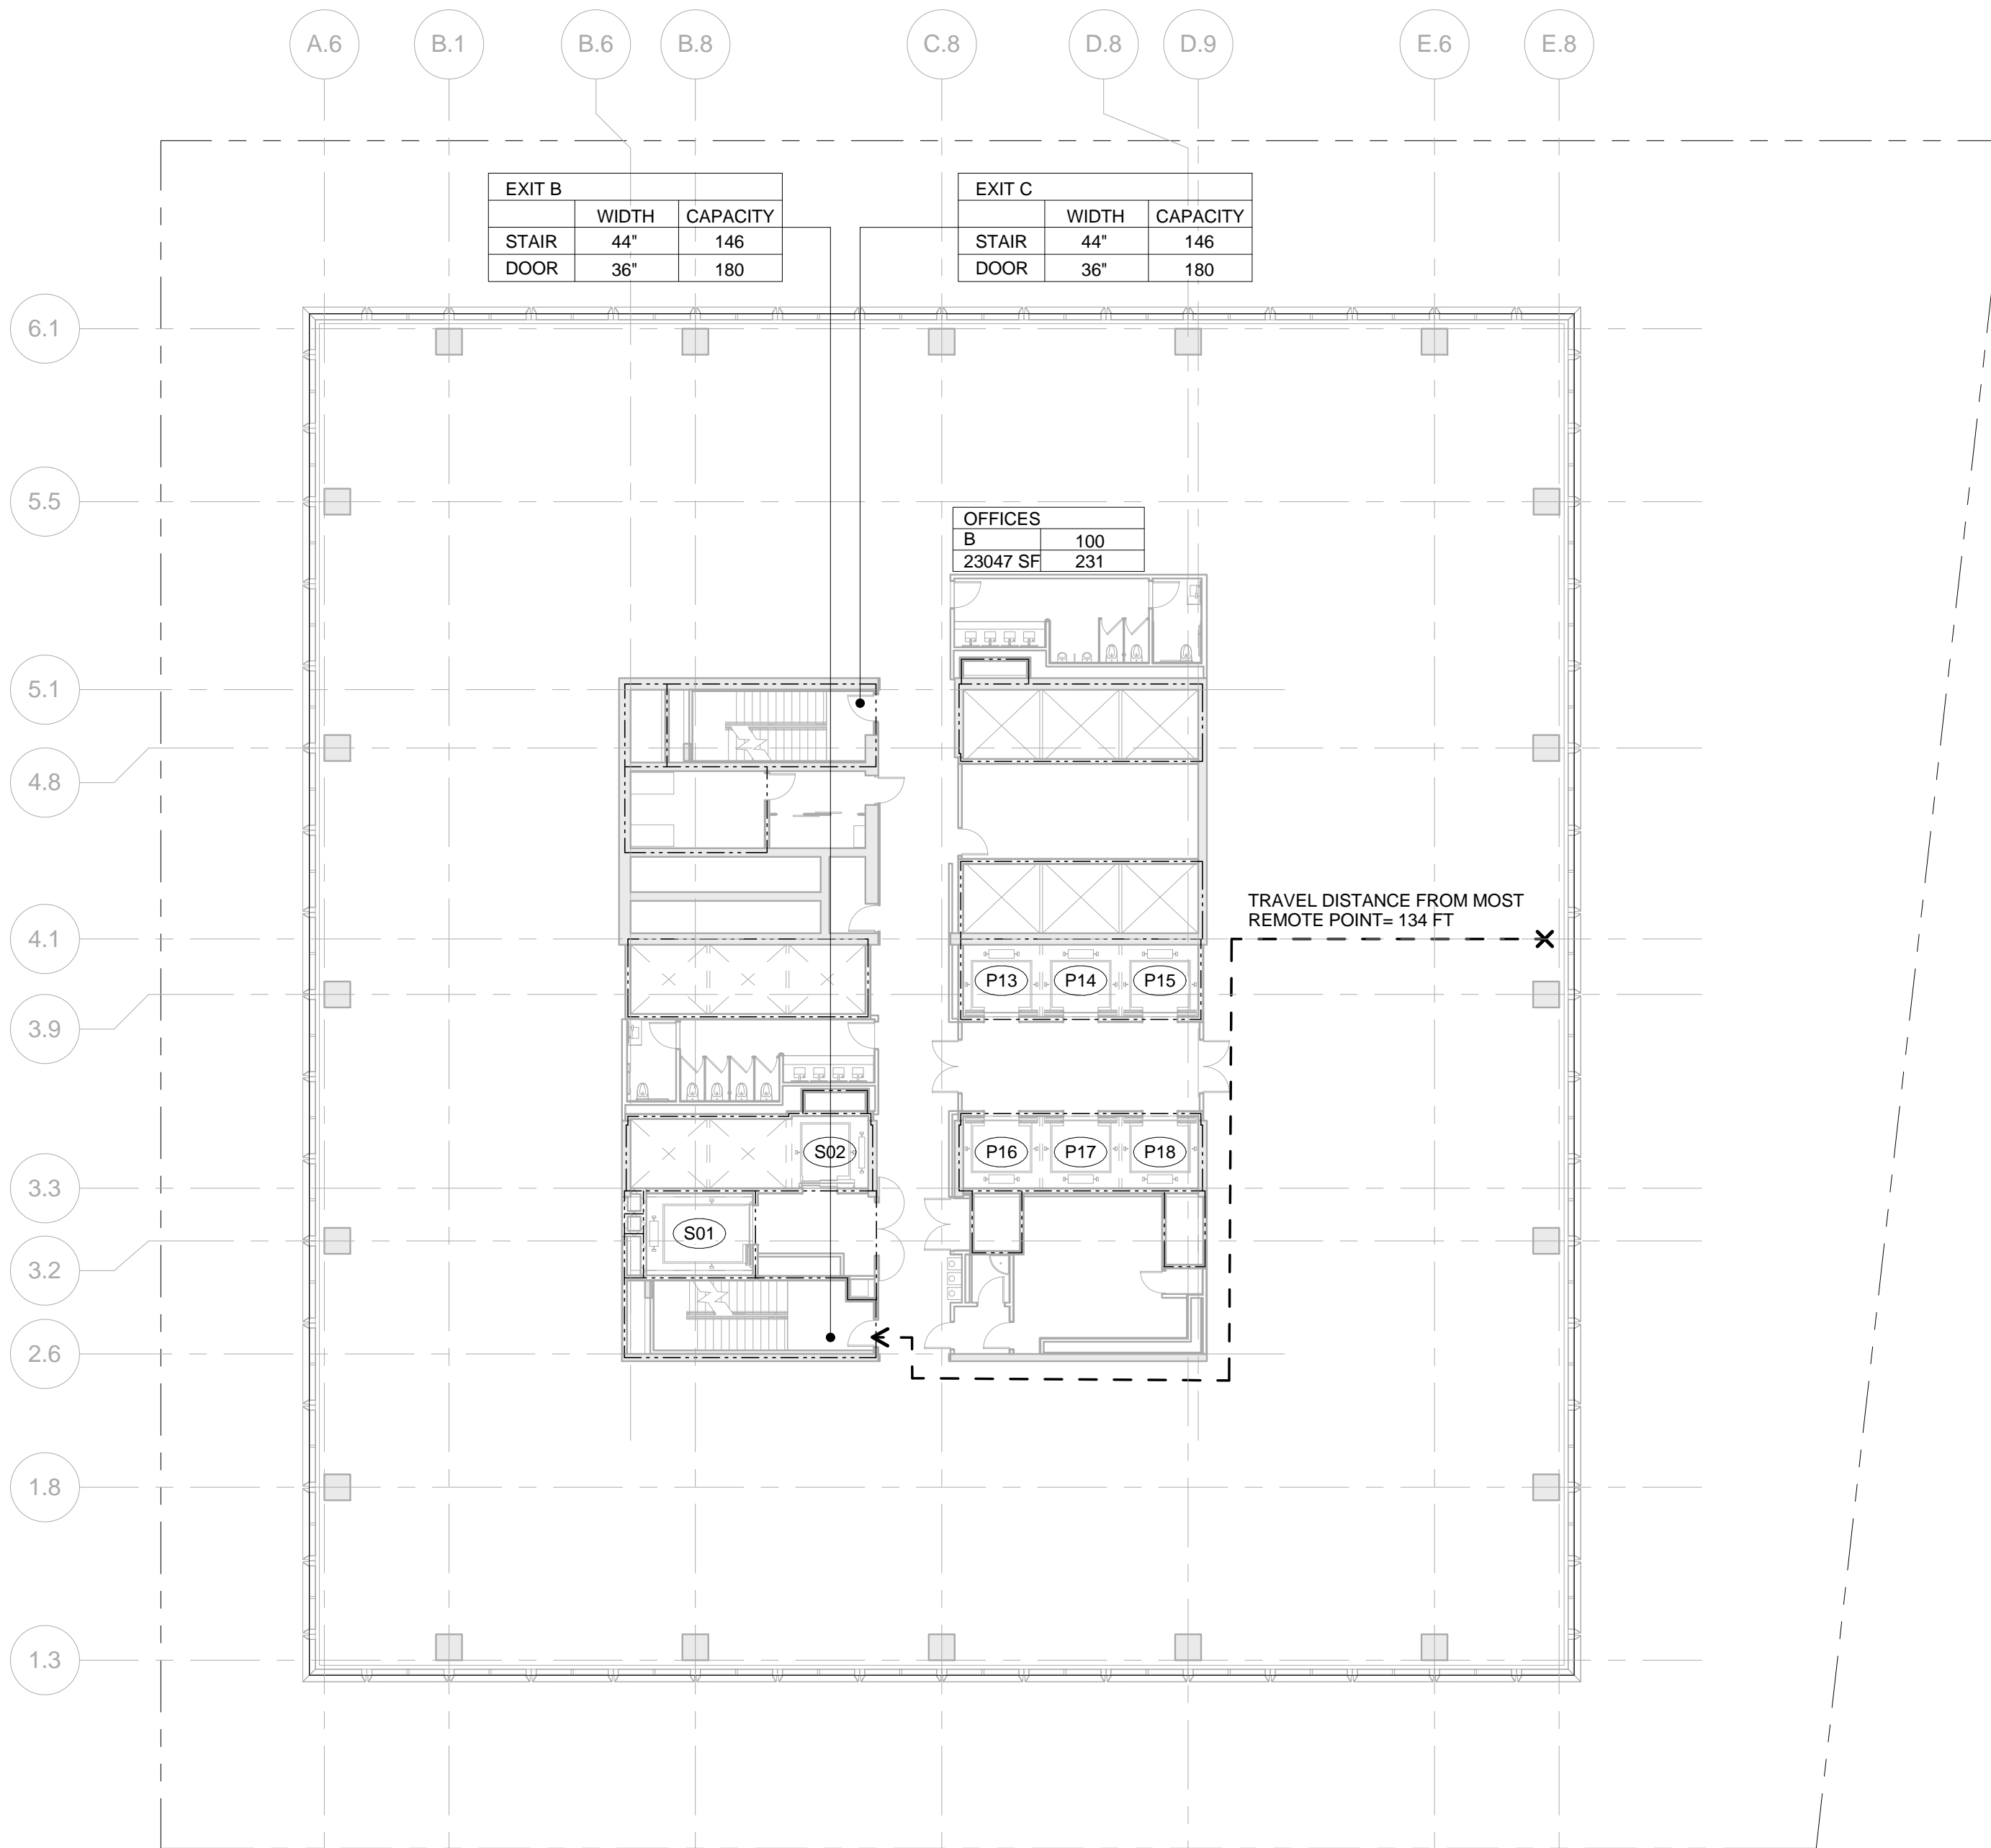 A.6 B.1 B.6 B.8 C.8 D.8 D.9 E.6 E.8
EXIT B
WIDTH CAPACITY
STAIR 44" 146
DOOR 36" 180
EXIT C
WIDTH CAPACITY
STAIR 44" 146
DOOR 36" 180
6.1
5.5
OFFICES
B 100
23047 SF 231
5.1
4.8
TRAVEL DISTANCE FROM MOST
REMOTE POINT= 134 FT
4.1
P13 P14 P15
3.9
P16 P17 P18
S02
3.3
S01
3.2
2.6
1.8
1.3